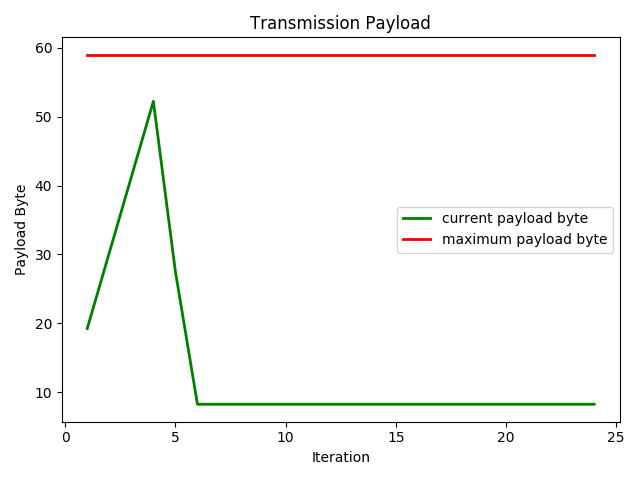 Transmission Payload
60
50
40
30
20
10
Payload Byte
current payload byte
maximum payload byte
0 5 10 15 20 25
Iteration